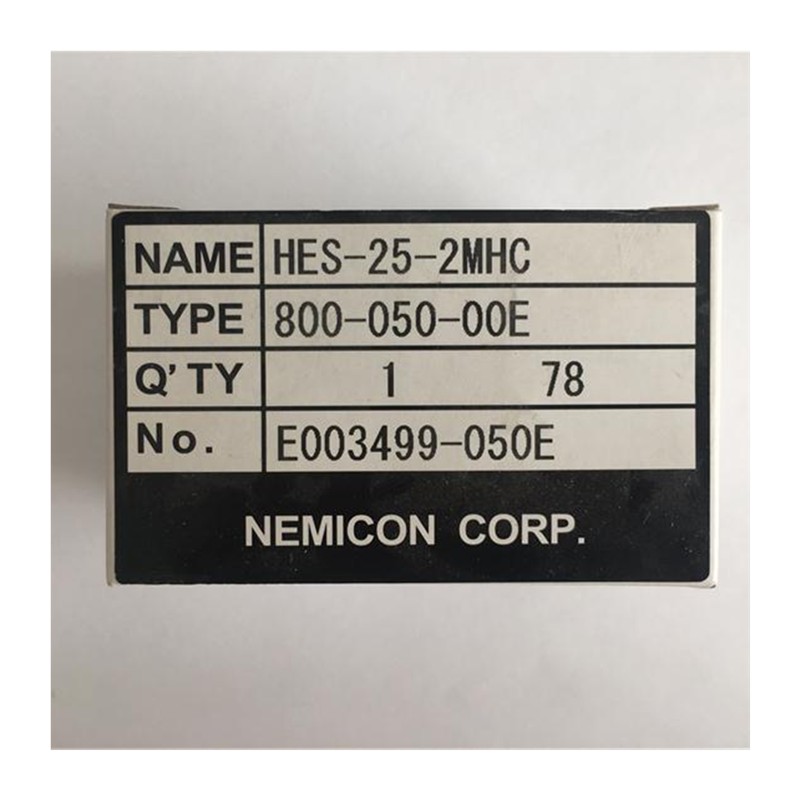 NAME HES-25-2MHC
TYPE 800-050-00E
Q'TY 1 78
No. E003499-050E
NEMICON CORP.